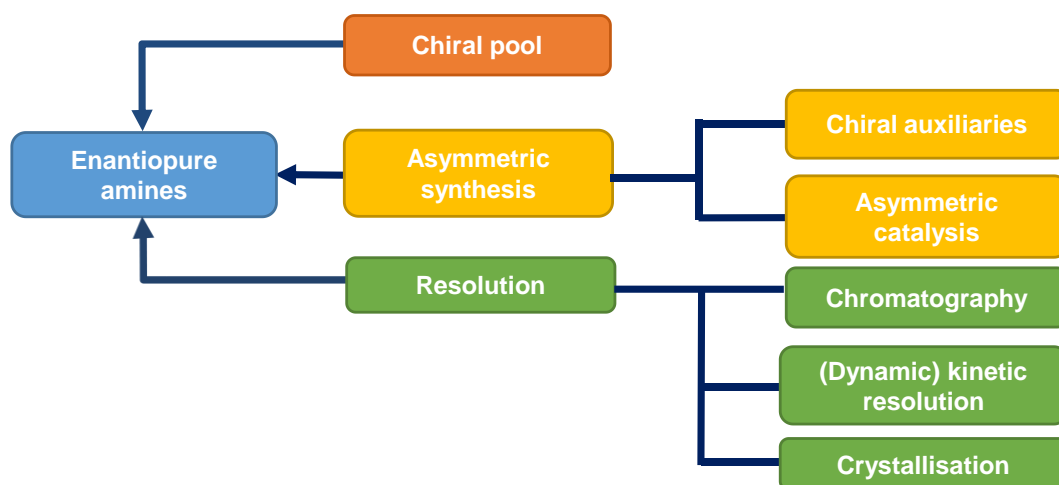 Chiral pool
Enantiopure
amines
Asymmetric
synthesis
Chiral auxiliaries
Asymmetric
catalysis
Resolution
Chromatography
(Dynamic) kinetic
resolution
Crystallisation